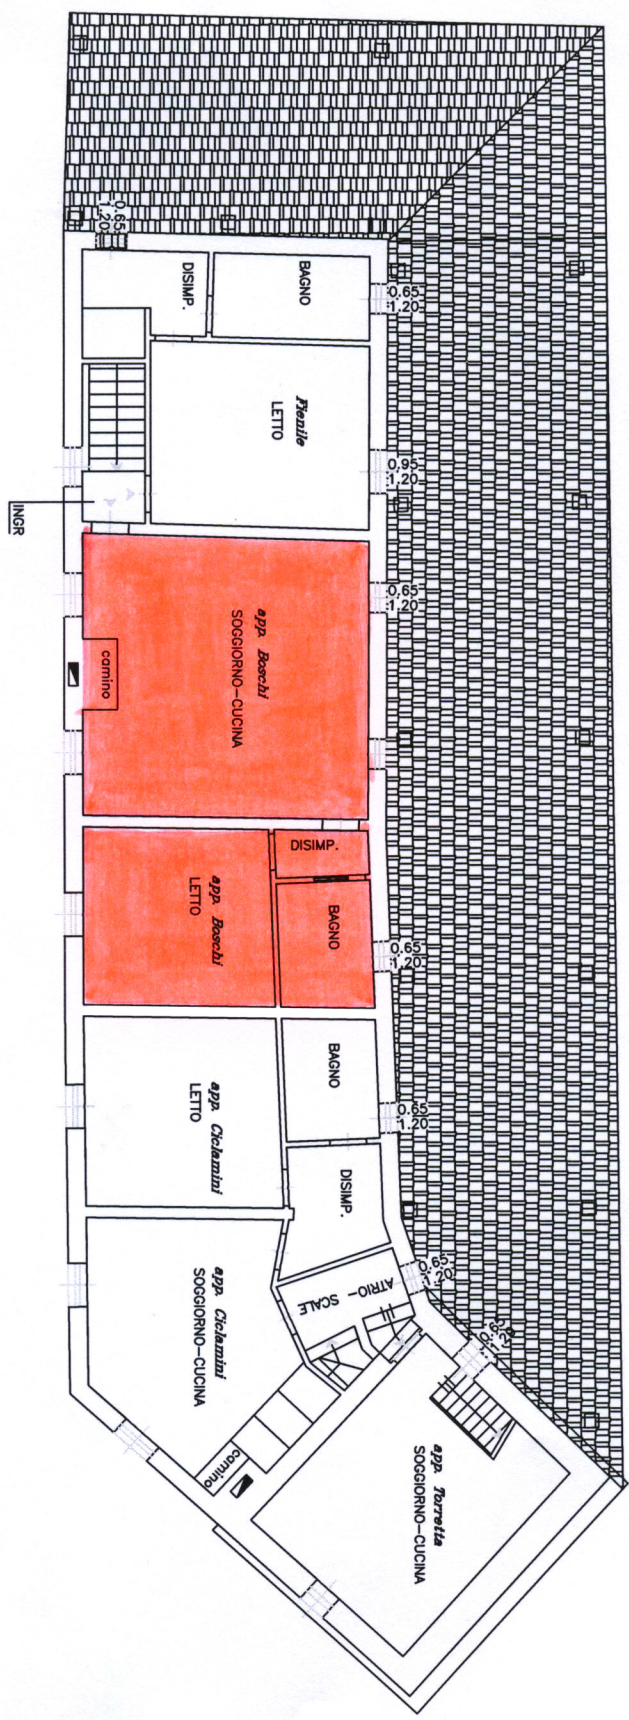 0.65
1.20
DISIMP.
BAGNO
0.65
1.20
Fienile
LETTO
0,95
1,20
INGR
0.65
1.20
app. Boschi
SOGGIORNO-CUCINA
camino
DISIMP.
app. Boschi
LETTO
BAGNO
0.65
1.20
BAGNO
0.65
1.20
app. Ciclamini
LETTO
DISIMP.
0.65
1.20
ATRIO- SCALE
app. Ciclamini
SOGGIORNO-CUCINA
camino
app. Torretta
SOGGIORNO-CUCINA